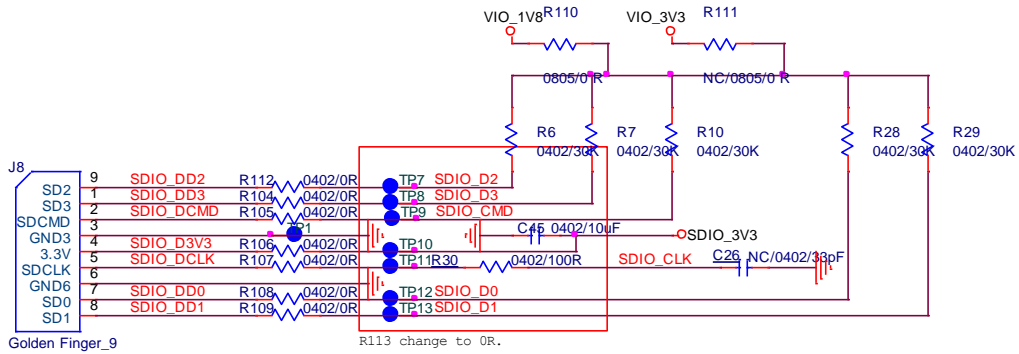 VIO_1V8 R110 VIO_3V3 R111
0805/0 R NC/0805/0 R
R6 R7 R10 R28 R29
0402/30K 0402/30K 0402/30K 0402/30K 0402/30K
J8
SD2 9 SDIO_DD2 R112 0402/0R TP7 SDIO_D2
SD3 1 SDIO_DD3 R104 0402/0R TP8 SDIO_D3
SDCMD 2 SDIO_DCMD R105 0402/0R TP9 SDIO_CMD
GND3 3 TP1 C45 0402/10uF SDIO_3V3
3.3V 4 SDIO_D3V3 R106 0402/0R TP10
SDCLK 5 SDIO_DCLK R107 0402/0R TP11 R30 0402/100R SDIO_CLK C26 NC/0402/33pF
GND6 6
SD0 7 SDIO_DD0 R108 0402/0R TP12 SDIO_D0
SD1 8 SDIO_DD1 R109 0402/0R TP13 SDIO_D1
Golden Finger_9
R113 change to 0R.